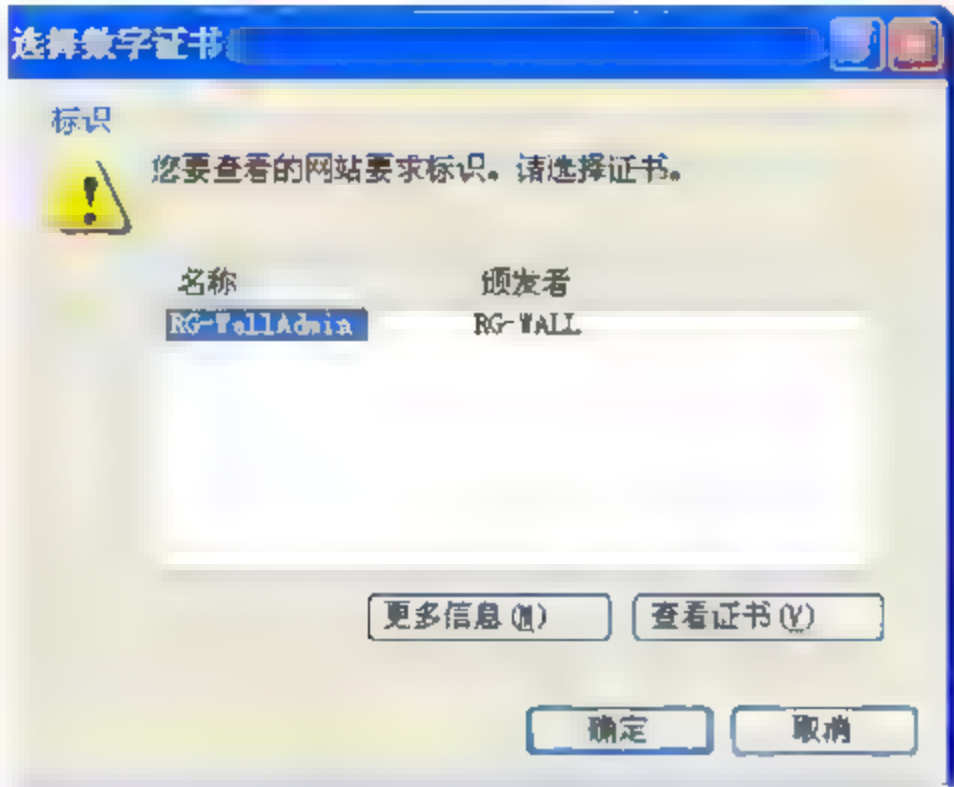 选择数字证书
标识
您要查看的网站要求标识。请选择证书。
名称 颁发者
RG-WallAdmin RG-WALL
更多信息(M) 查看证书(V)
确定 取消